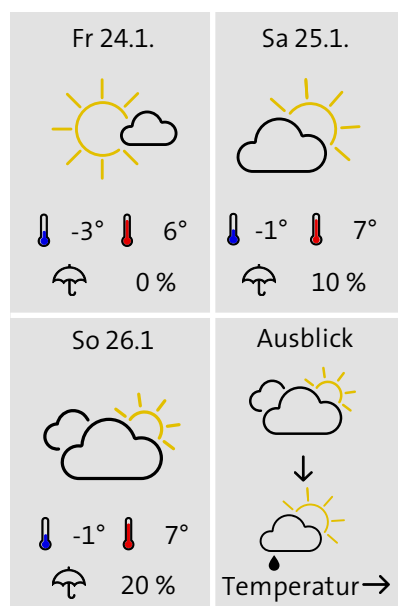 Fr 24.1.
-3° 6°
0 %
Sa 25.1.
-1° 7°
10 %
So 26.1
-1° 7°
20 %
Ausblick
Temperatur→